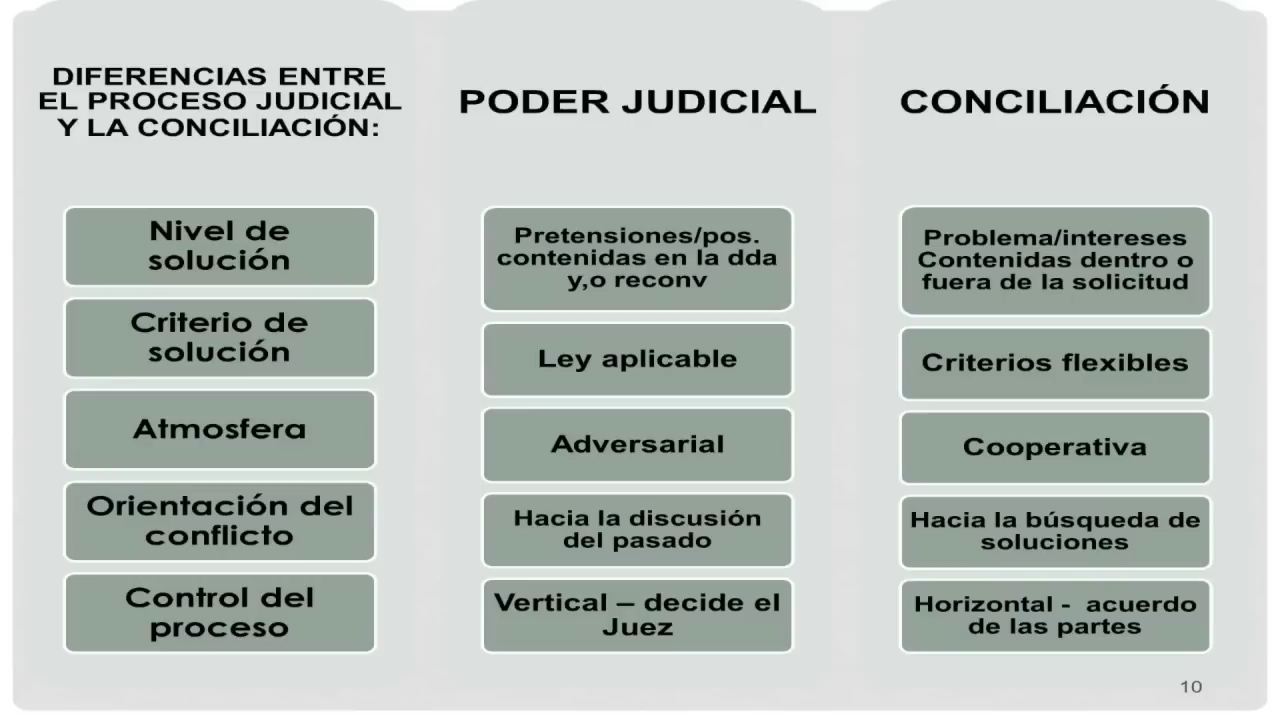 DIFERENCIAS ENTRE
EL PROCESO JUDICIAL
Y LA CONCILIACIÓN:
Nivel de
solución
Criterio de
solución
Atmosfera
Orientación del
conflicto
Control del
proceso
PODER JUDICIAL
Pretensiones/pos.
contenidas en la dda
y,o reconv
Ley aplicable
Adversarial
Hacia la discusión
del pasado
Vertical – decide el
Juez
CONCILIACIÓN
Problema/intereses
Contenidas dentro o
fuera de la solicitud
Criterios flexibles
Cooperativa
Hacia la búsqueda de
soluciones
Horizontal - acuerdo
de las partes
10